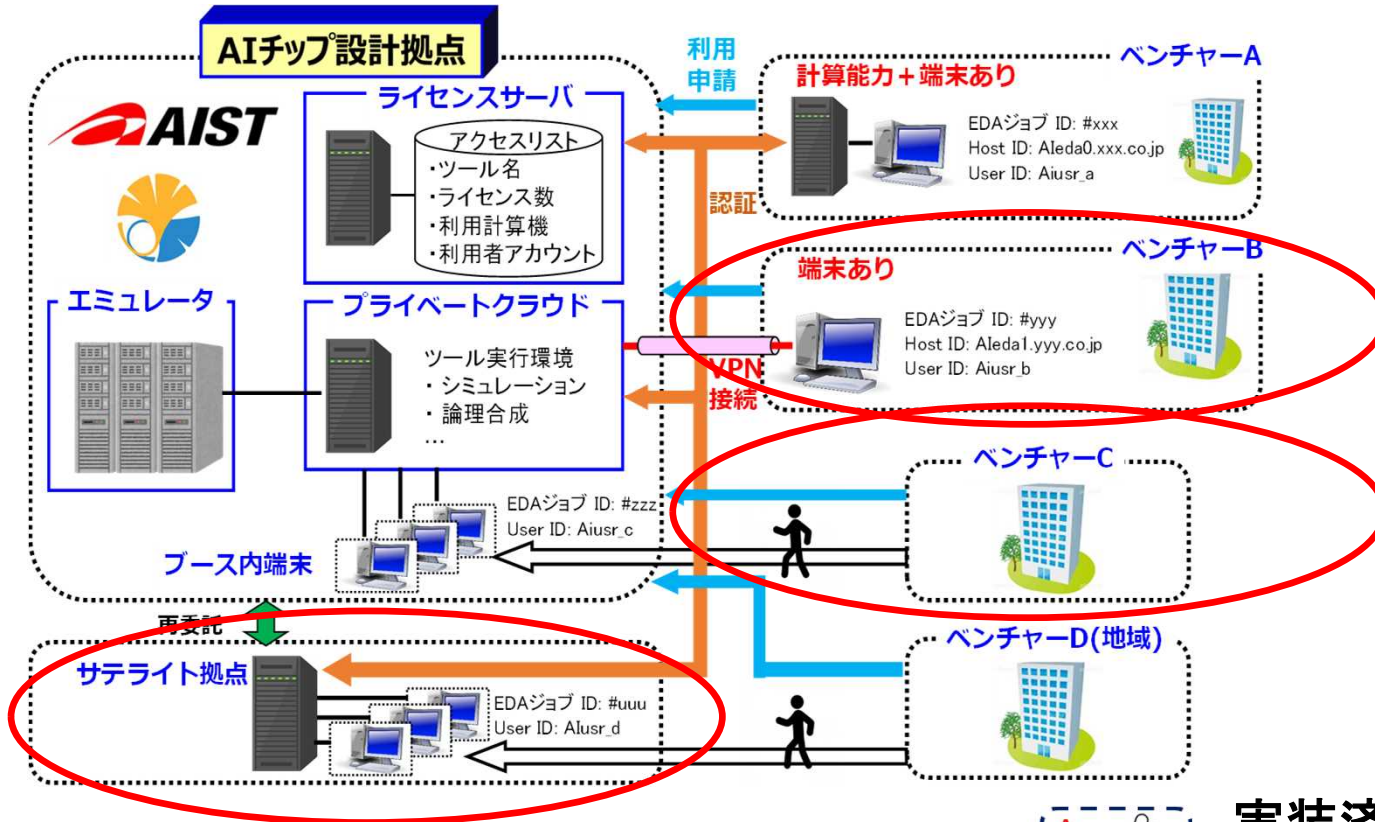 AIチップ設計拠点
AIST
ライセンスサーバ
アクセスリスト
・ツール名
・ライセンス数
・利用計算機
・利用者アカウント
エミュレータ
プライベートクラウド
ツール実行環境
・シミュレーション
・論理合成
…
EDAジョブ ID: #zzz
User ID: Aiusr_c
ブース内端末
再委託
サテライト拠点
EDAジョブ ID: #uuu
User ID: AIusr_d
利用
申請
認証
VPN
接続
ベンチャーA
計算能力+端末あり
EDAジョブ ID: #xxx
Host ID: AIeda0.xxx.co.jp
User ID: Aiusr_a
ベンチャーB
端末あり
EDAジョブ ID: #yyy
Host ID: AIeda1.yyy.co.jp
User ID: Aiusr_b
ベンチャーC
ベンチャーD(地域)
実装済